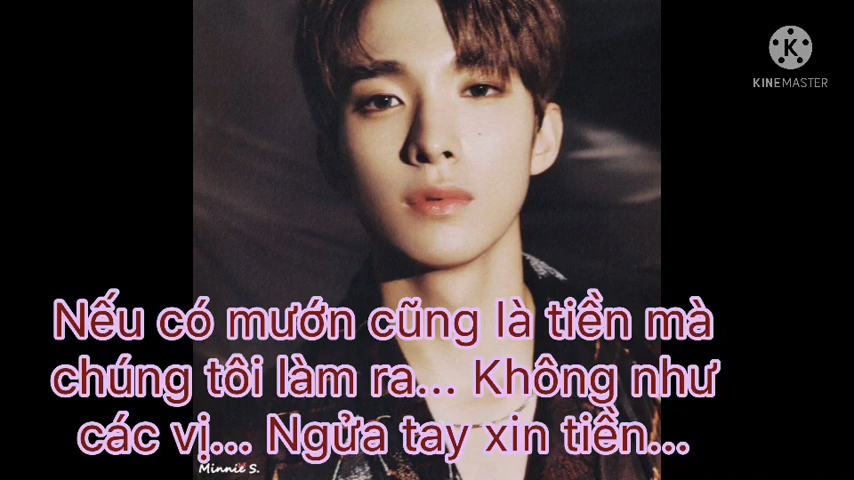 KINEMASTER
Nếu có mướn cũng là tiền mà
chúng tôi làm ra... Không như
các vị... Ngửa tay xin tiền...
Minnie S.